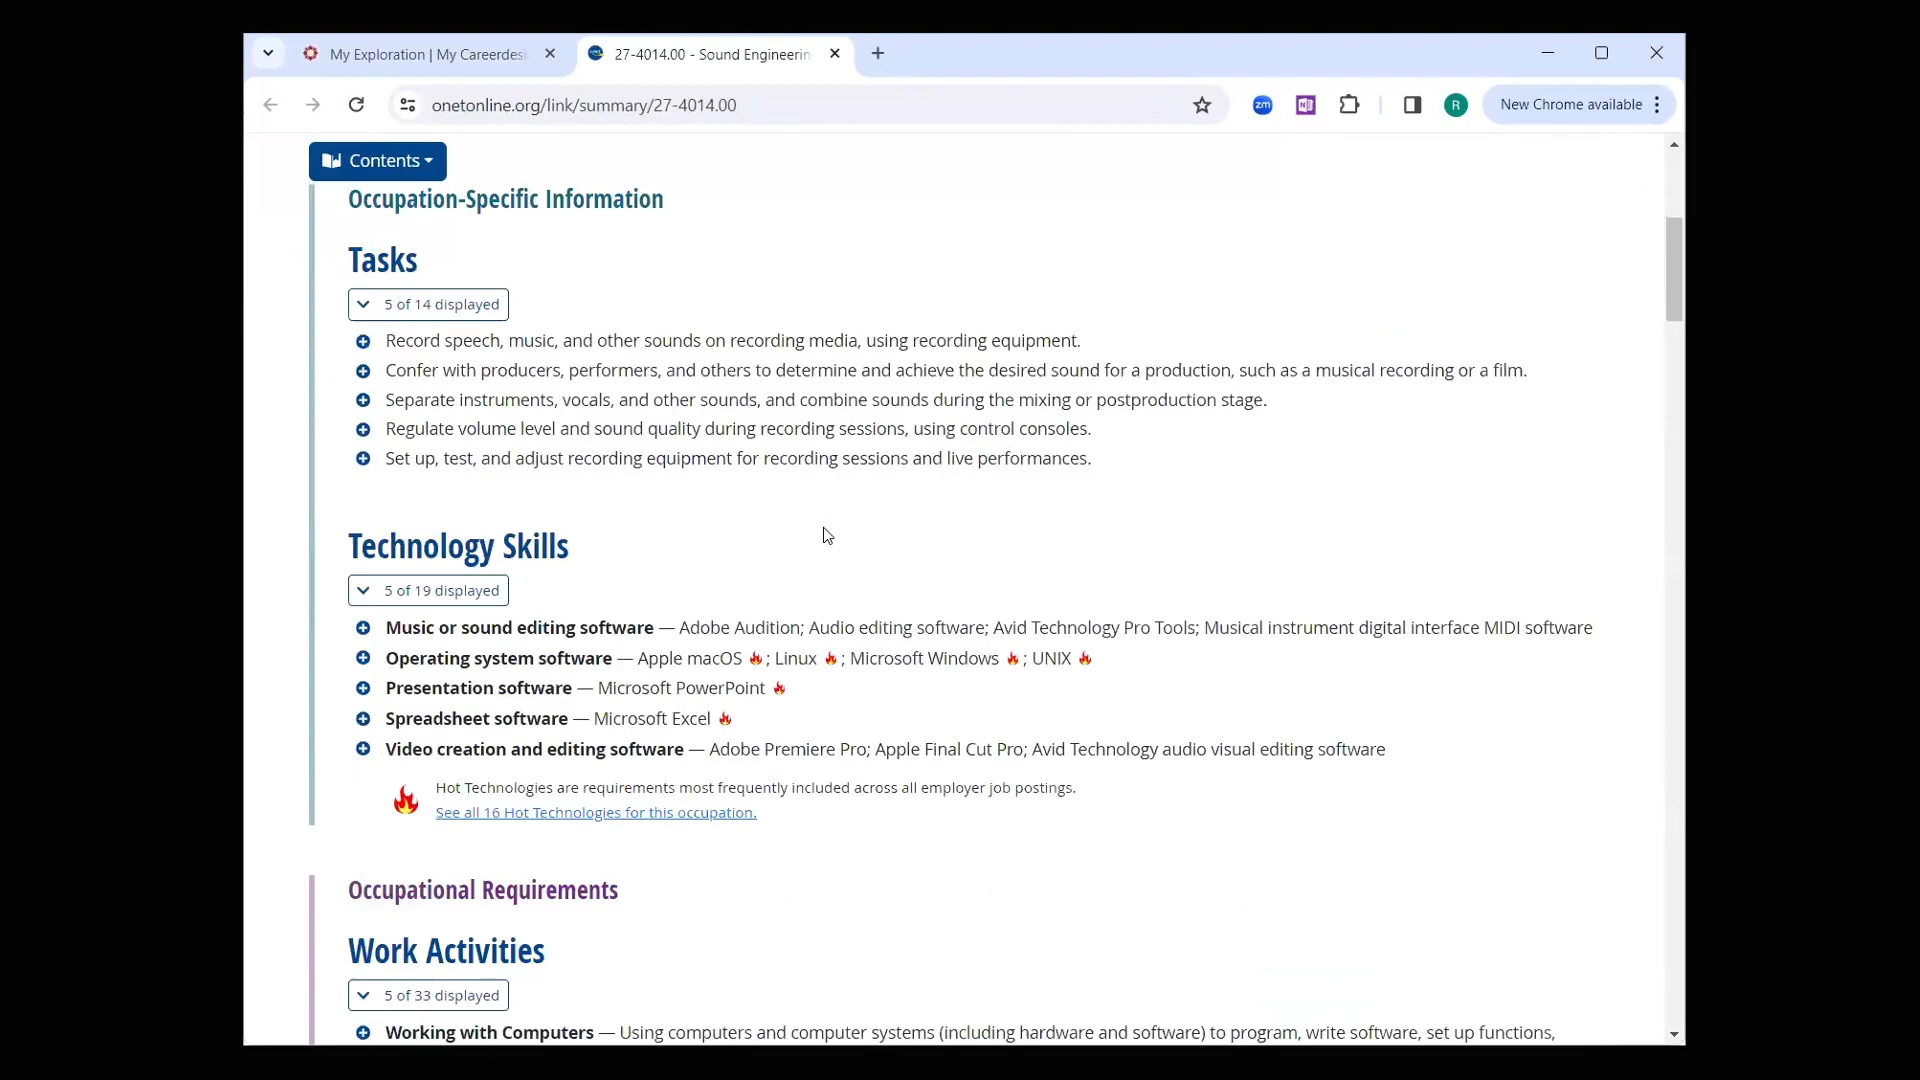 My Exploration | My Careerdesi
27-4014.00 - Sound Engineerin
onetonline.org/link/summary/27-4014.00
zm
N
R
New Chrome available
Contents
Occupation-Specific Information
Tasks
5 of 14 displayed
Record speech, music, and other sounds on recording media, using recording equipment.
Confer with producers, performers, and others to determine and achieve the desired sound for a production, such as a musical recording or a film.
Separate instruments, vocals, and other sounds, and combine sounds during the mixing or postproduction stage.
Regulate volume level and sound quality during recording sessions, using control consoles.
Set up, test, and adjust recording equipment for recording sessions and live performances.
Technology Skills
5 of 19 displayed
Music or sound editing software — Adobe Audition; Audio editing software; Avid Technology Pro Tools; Musical instrument digital interface MIDI software
Operating system software — Apple macOS ; Linux ; Microsoft Windows ; UNIX
Presentation software — Microsoft PowerPoint
Spreadsheet software — Microsoft Excel
Video creation and editing software — Adobe Premiere Pro; Apple Final Cut Pro; Avid Technology audio visual editing software
Hot Technologies are requirements most frequently included across all employer job postings.
See all 16 Hot Technologies for this occupation.
Occupational Requirements
Work Activities
5 of 33 displayed
Working with Computers — Using computers and computer systems (including hardware and software) to program, write software, set up functions,